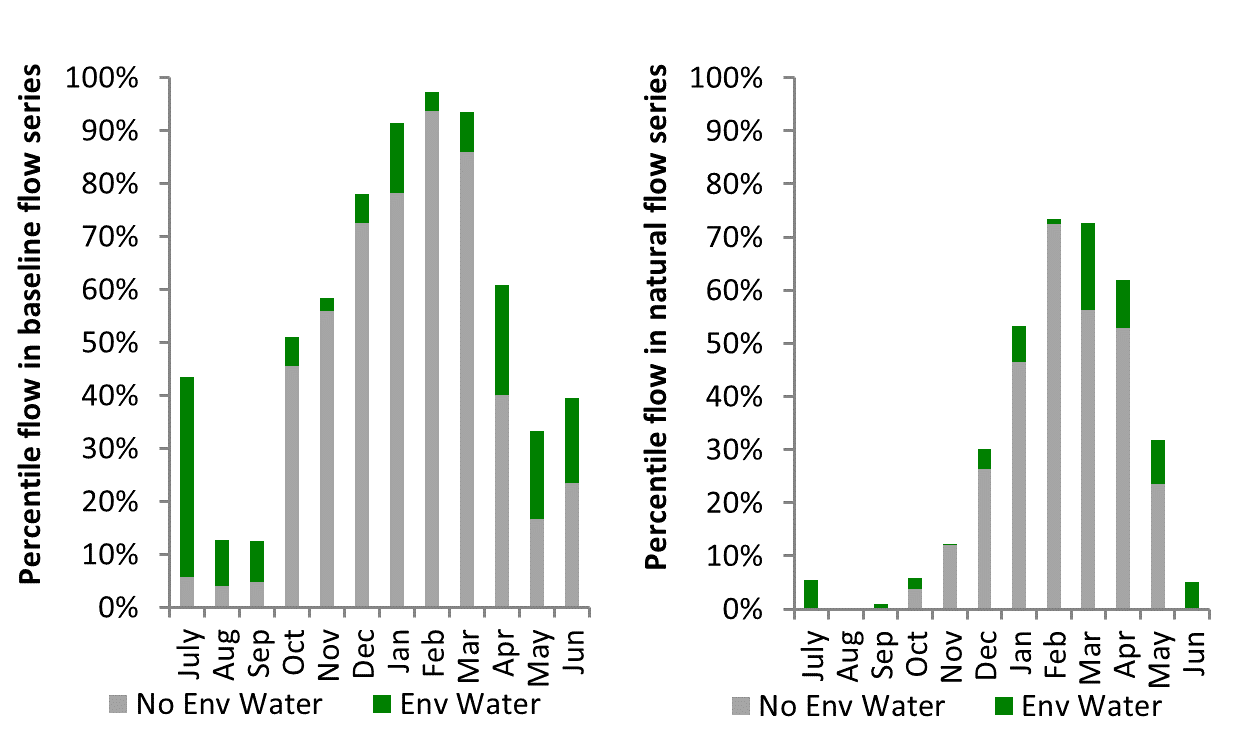 Percentile flow in baseline flow series
100%
90%
80%
70%
60%
50%
40%
30%
20%
10%
0%
July
Aug
Sep
Oct
Nov
Dec
Jan
Feb
Mar
Apr
May
Jun
No Env Water
Env Water
Percentile flow in natural flow series
100%
90%
80%
70%
60%
50%
40%
30%
20%
10%
0%
July
Aug
Sep
Oct
Nov
Dec
Jan
Feb
Mar
Apr
May
Jun
No Env Water
Env Water